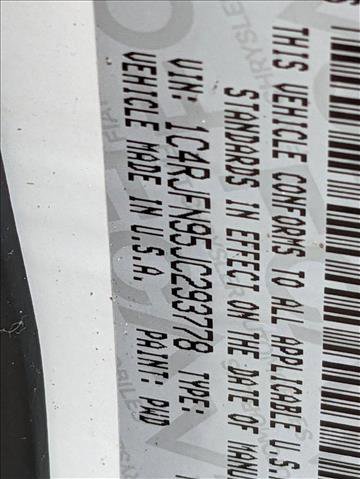 THIS VEHICLE CONFORMS TO ALL APPLICABLE U.S.
STANDARDS IN EFFECT ON THE DATE OF MANU
VIN: 1C4RJFN95JC293778 TYPE:
VEHICLE MADE IN U.S.A. PAINT: PWD